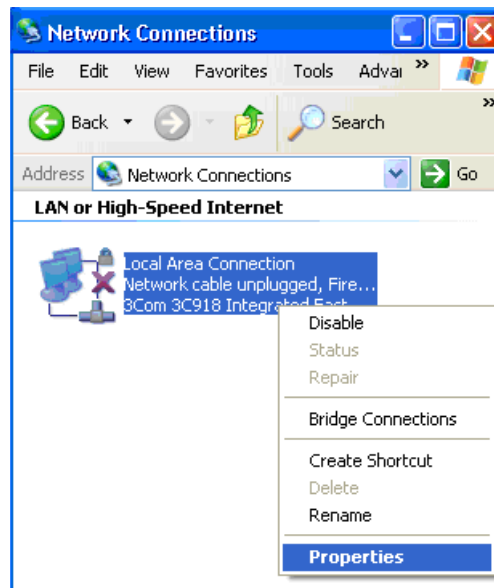 Network Connections
File Edit View Favorites Tools Advar »
Back Search »
Address Network Connections Go
LAN or High-Speed Internet
Local Area Connection
Network cable unplugged, Fire...
3Com 3C918 Integrated Fast
Disable
Status
Repair
Bridge Connections
Create Shortcut
Delete
Rename
Properties